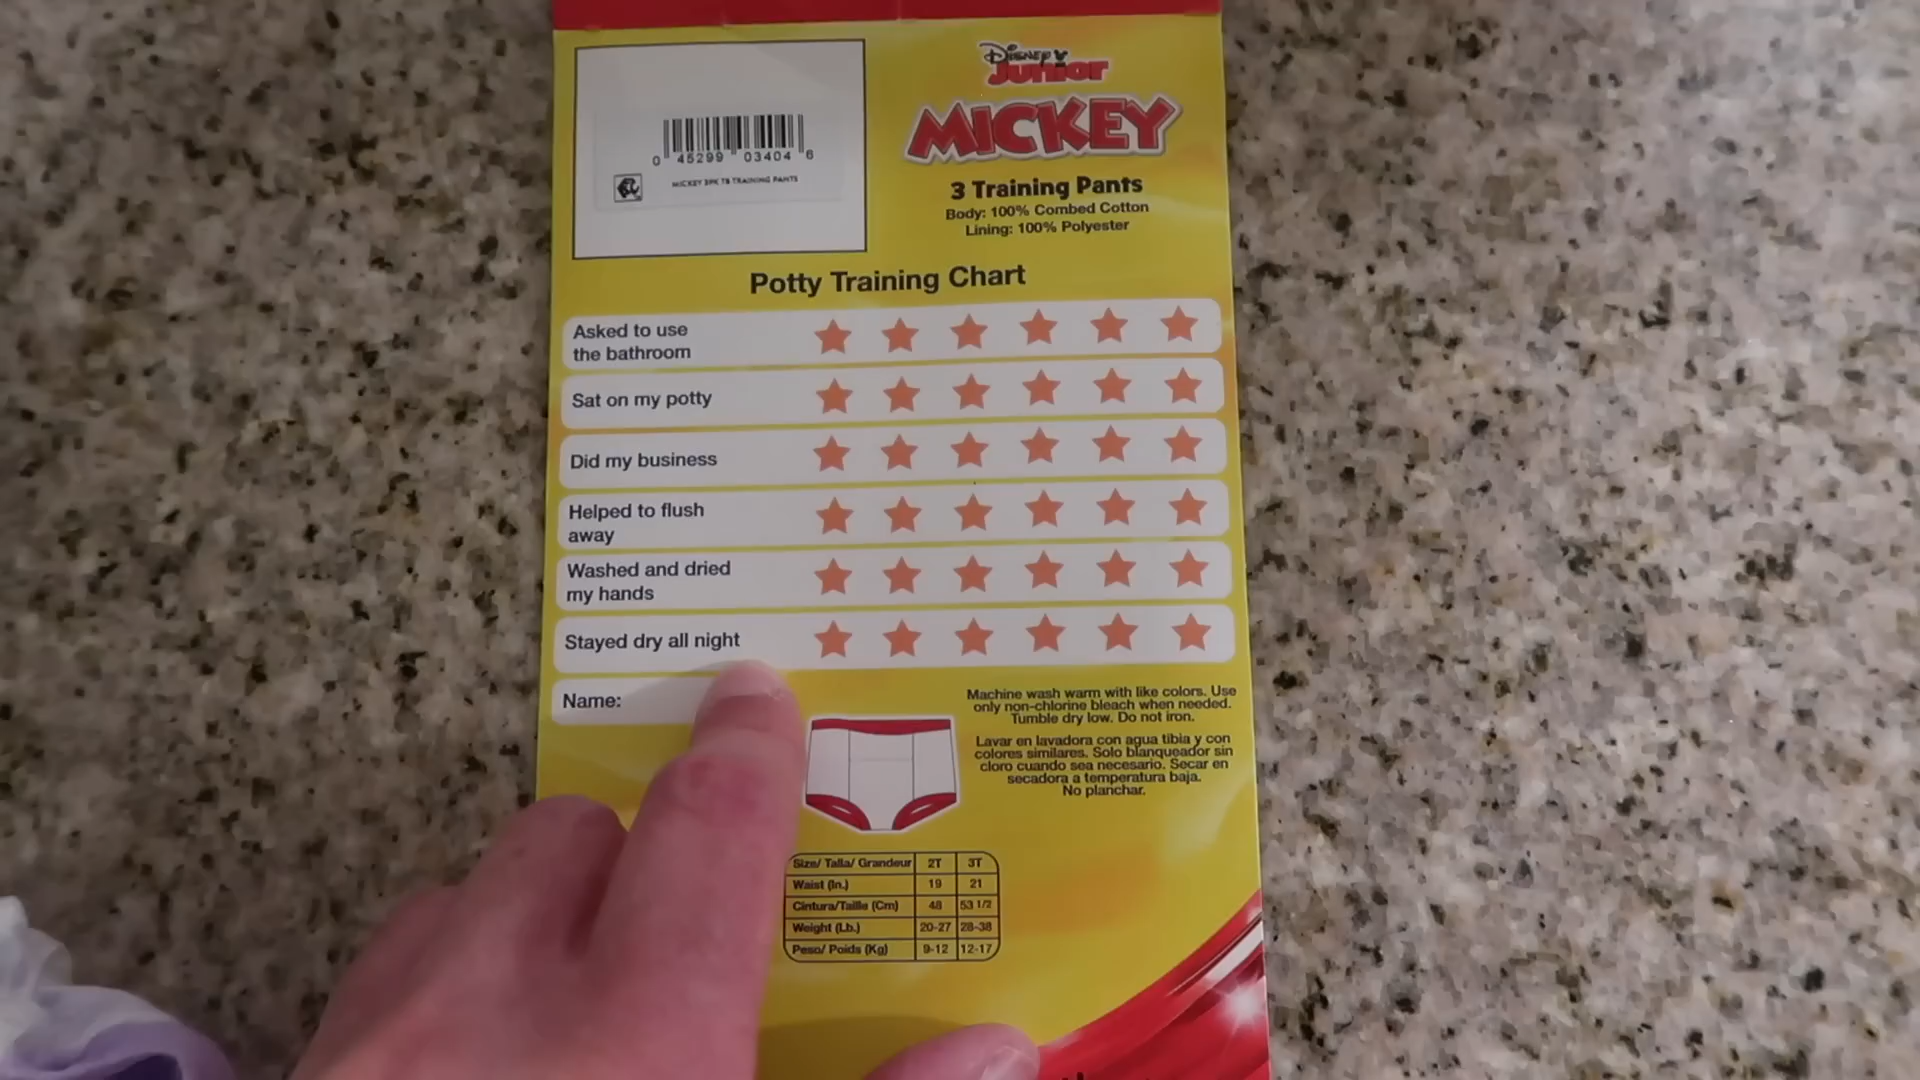 0 45299 03404 6
MICKEY 3PK TB TRAINING PANTS
Disney
Junior
MICKEY
3 Training Pants
Body: 100% Combed Cotton
Lining: 100% Polyester
Potty Training Chart
Asked to use
the bathroom
Sat on my potty
Did my business
Helped to flush
away
Washed and dried
my hands
Stayed dry all night
Name:
Machine wash warm with like colors. Use
only non-chlorine bleach when needed.
Tumble dry low. Do not iron.
Lavar en lavadora con agua tibia y con
colores similares. Solo blanqueador sin
cloro cuando sea necesario. Secar en
secadora a temperatura baja.
No planchar.
Size/ Talla/ Grandeur 2T 3T
Waist (In.) 19 21
Cintura/Taille (Cm) 48 53 1/2
Weight (Lb.) 20-27 28-38
Peso/ Poids (Kg) 9-12 12-17